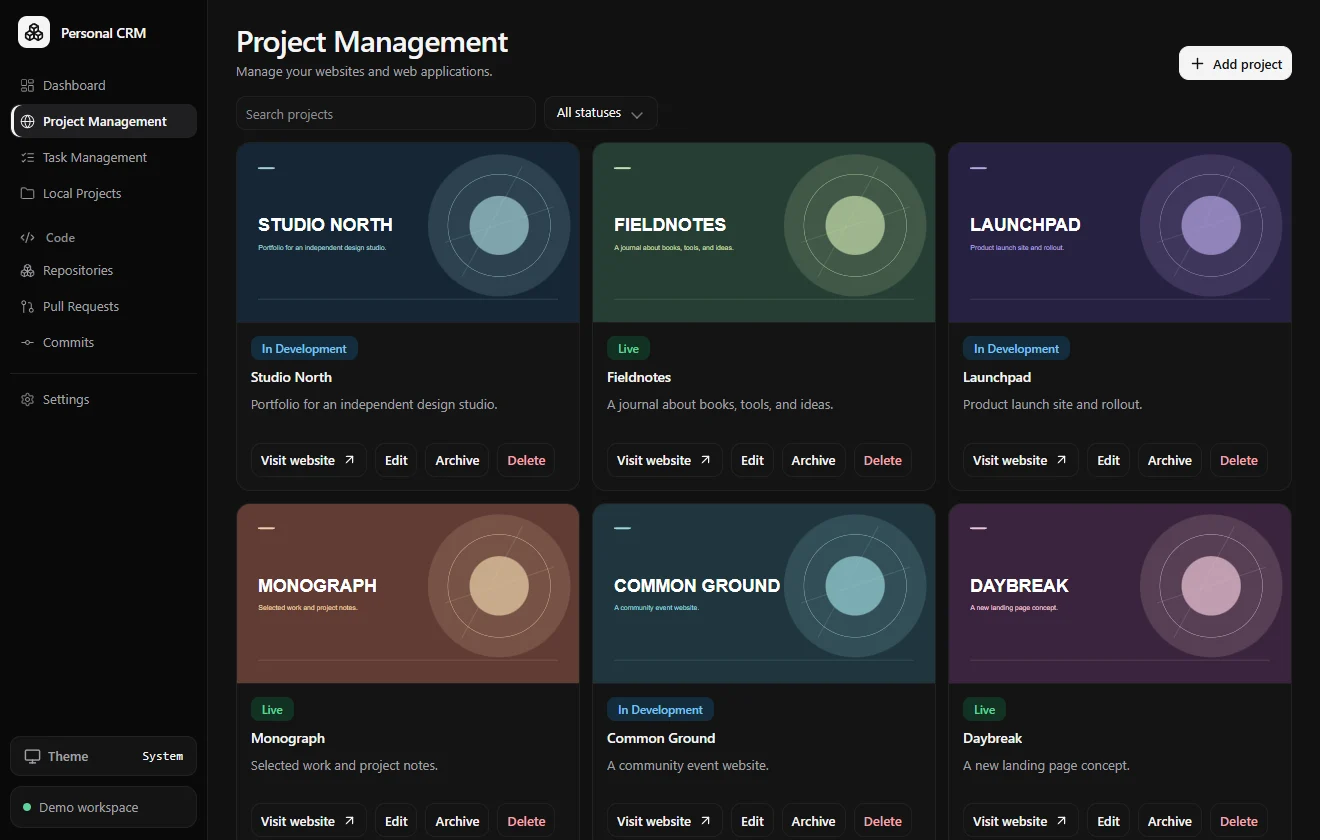 Personal CRM
Dashboard
Project Management
Task Management
Local Projects
Code
Repositories
Pull Requests
Commits
Settings
Theme System
Demo workspace
Project Management
Manage your websites and web applications.
Add project
Search projects
All statuses
STUDIO NORTH
Portfolio for an independent design studio.
In Development
Studio North
Portfolio for an independent design studio.
Visit website Edit Archive Delete
FIELDNOTES
A journal about books, tools, and ideas.
Live
Fieldnotes
A journal about books, tools, and ideas.
Visit website Edit Archive Delete
LAUNCHPAD
Product launch site and rollout.
In Development
Launchpad
Product launch site and rollout.
Visit website Edit Archive Delete
MONOGRAPH
Selected work and project notes.
Live
Monograph
Selected work and project notes.
Visit website Edit Archive Delete
COMMON GROUND
A community event website.
In Development
Common Ground
A community event website.
Visit website Edit Archive Delete
DAYBREAK
A new landing page concept.
Live
Daybreak
A new landing page concept.
Visit website Edit Archive Delete